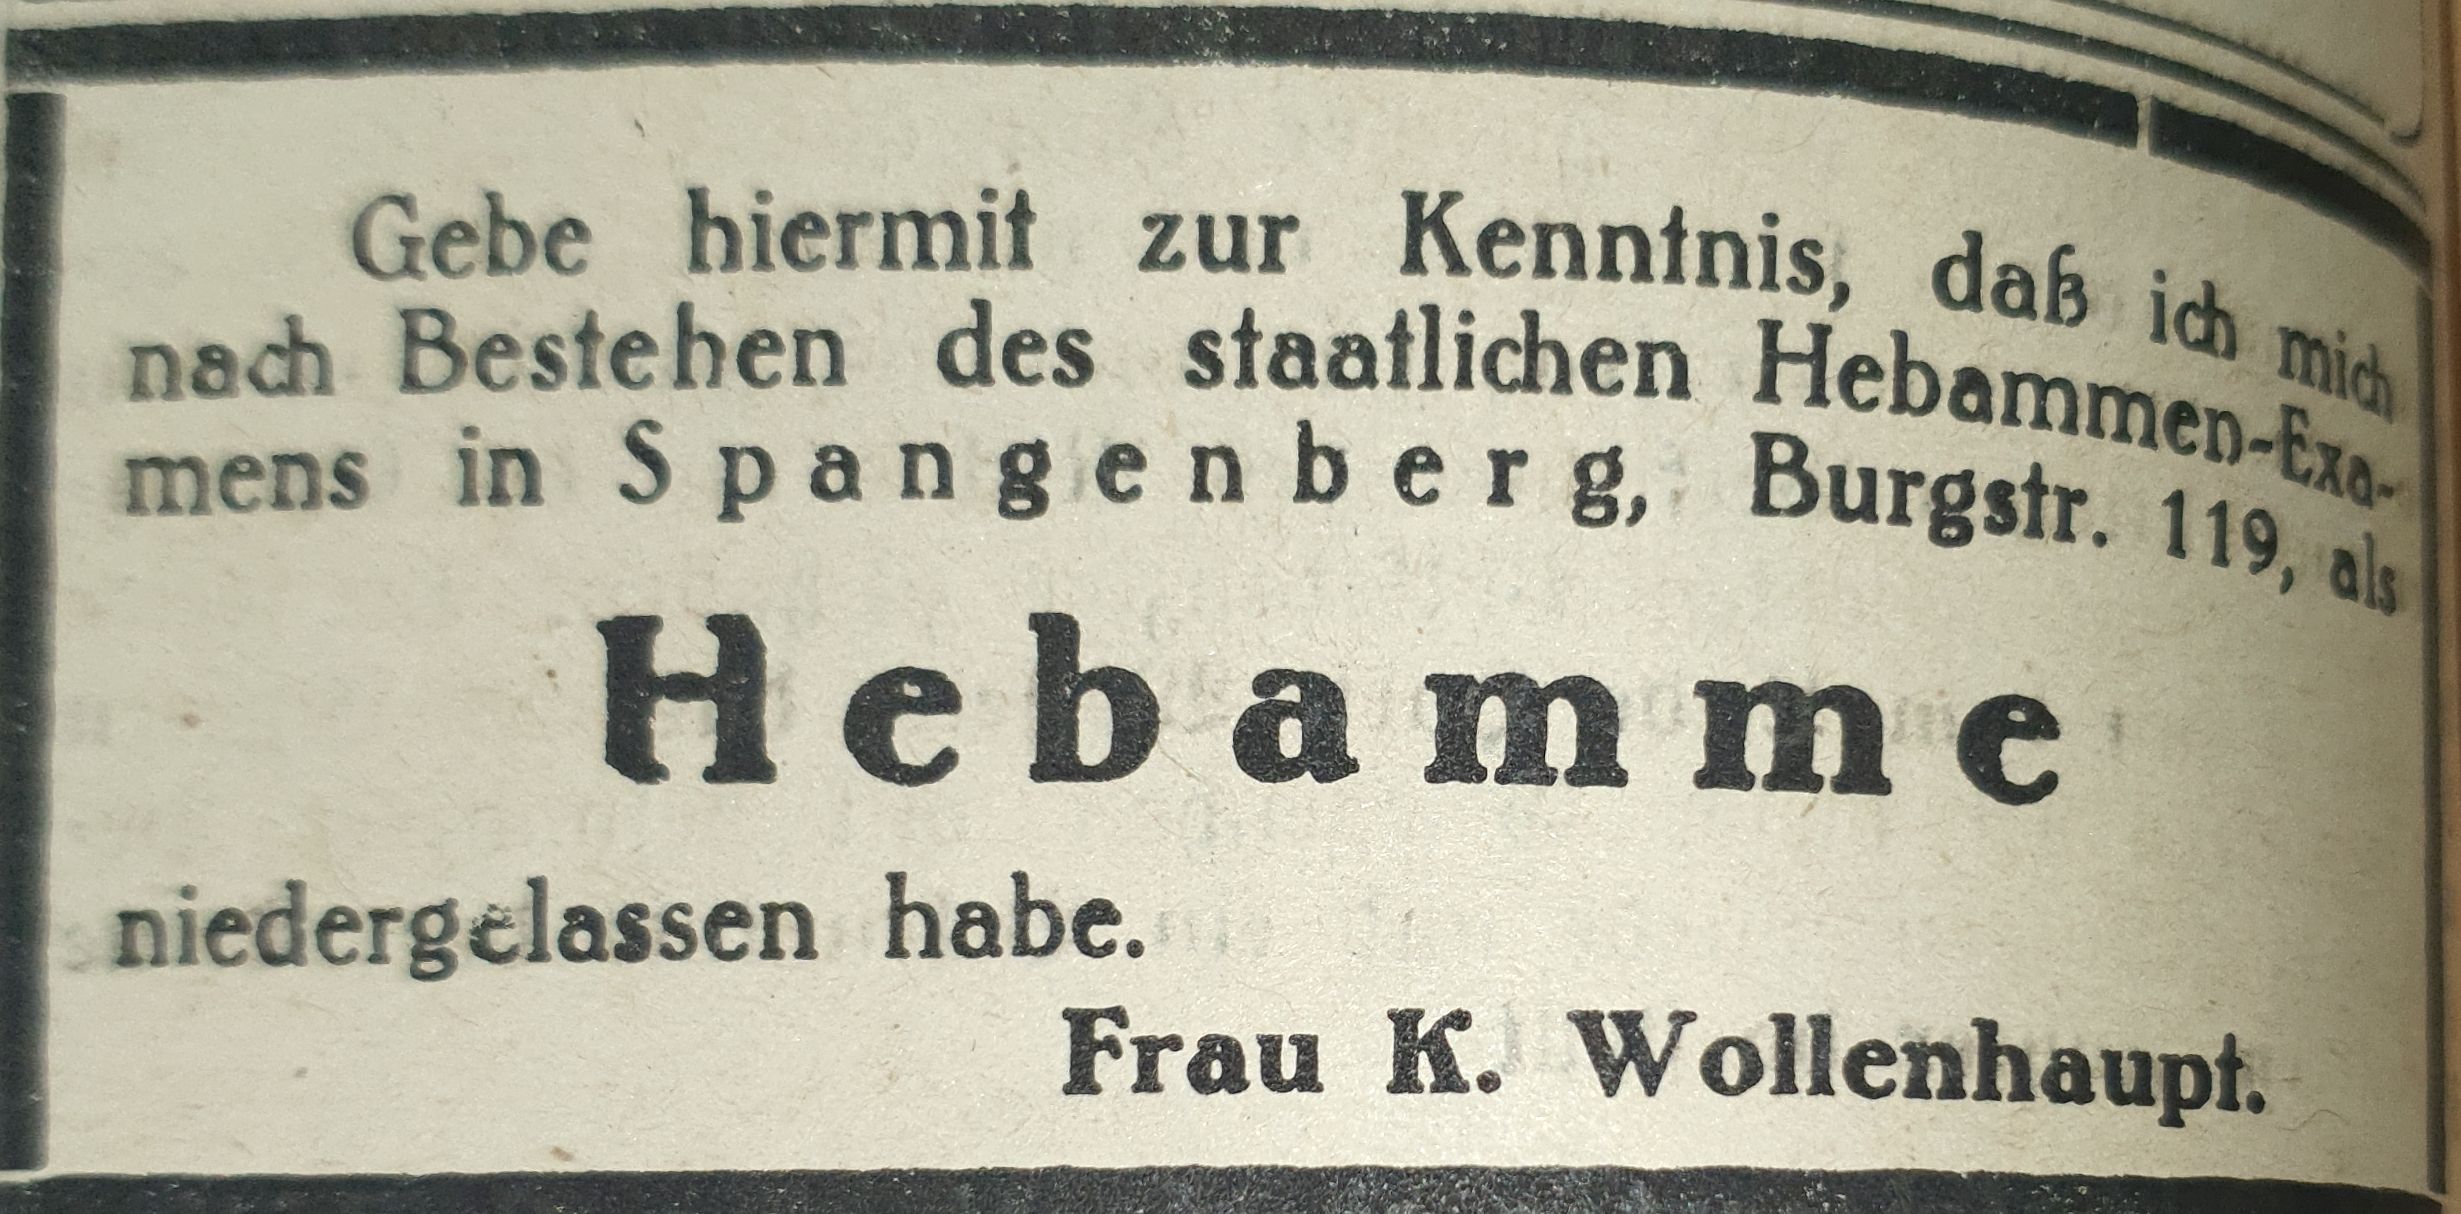 Gebe hiermit zur Kenntnis, daß ich mich
nach Bestehen des staatlichen Hebammen-Exa-
mens in Spangenberg, Burgstr. 119, als
Hebamme
niedergelassen habe.
Frau K. Wollenhaupt.